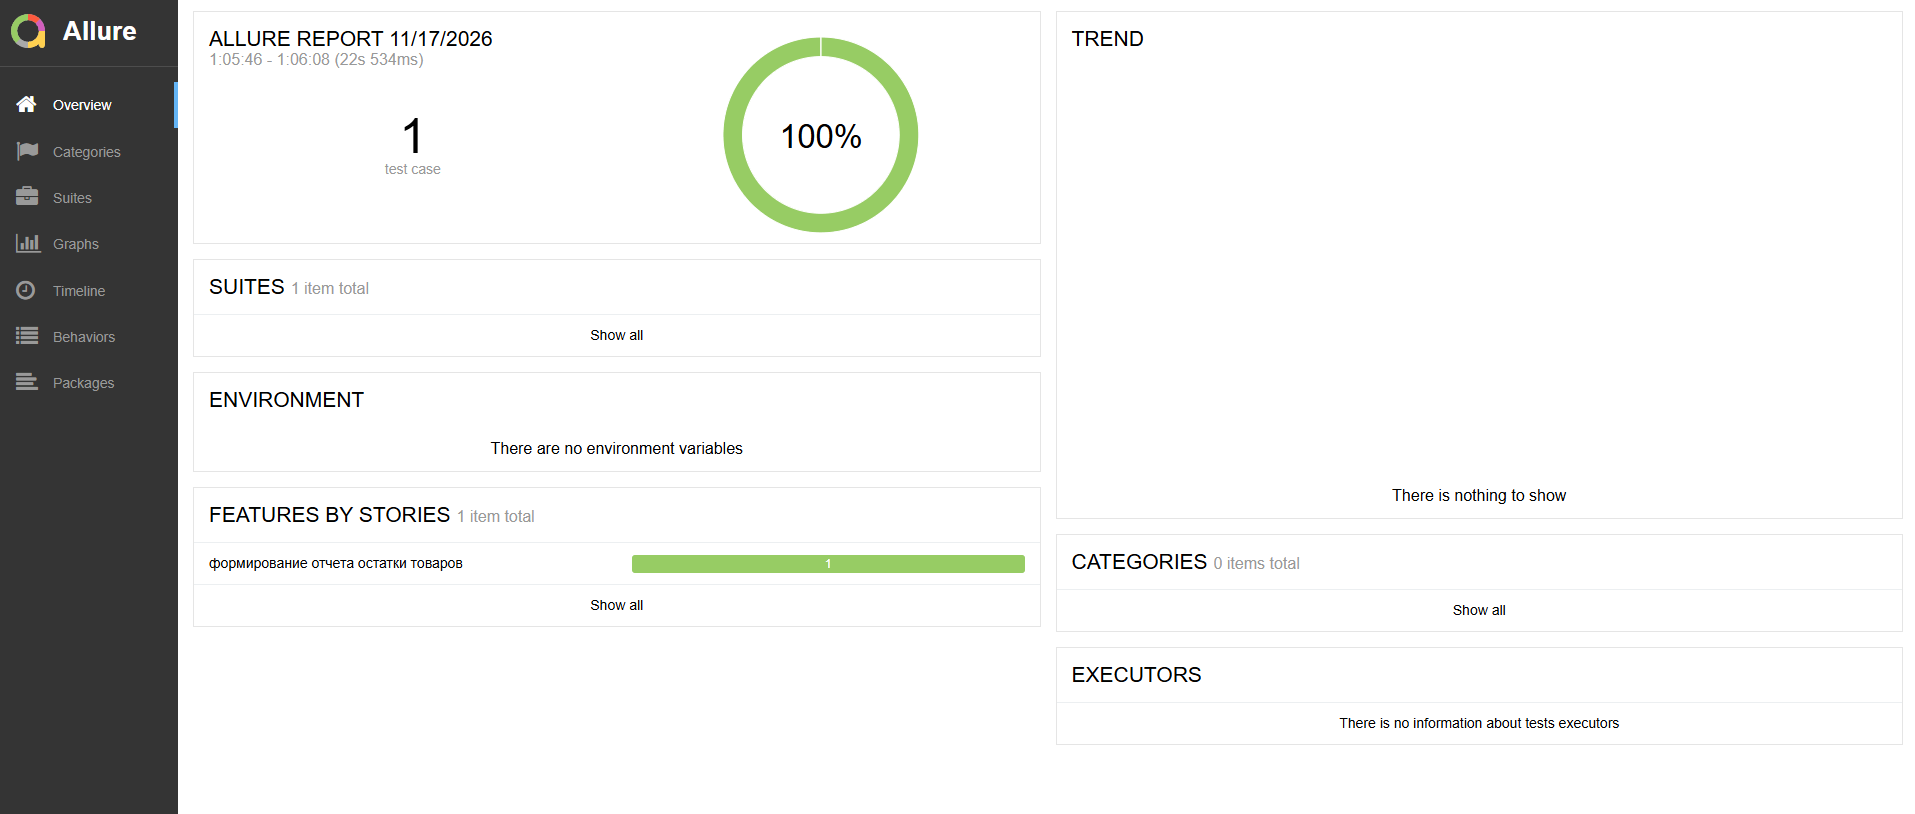 Allure
Overview
Categories
Suites
Graphs
Timeline
Behaviors
Packages
ALLURE REPORT 11/17/2026
1:05:46 - 1:06:08 (22s 534ms)
1
test case
100%
SUITES 1 item total
Show all
ENVIRONMENT
There are no environment variables
FEATURES BY STORIES 1 item total
формирование отчета остатки товаров 1
Show all
TREND
There is nothing to show
CATEGORIES 0 items total
Show all
EXECUTORS
There is no information about tests executors